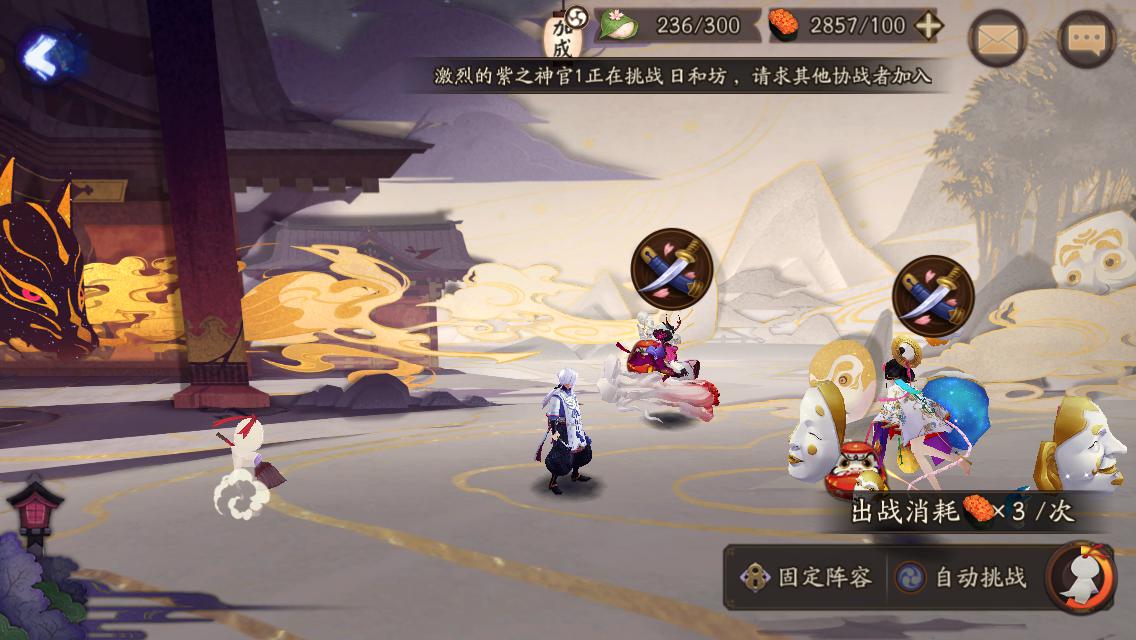 加成
236/300
2857/100
激烈的紫之神官1正在挑战 日和坊 ，请求其他协战者加入
出战消耗 ×3/次
固定阵容
自动挑战